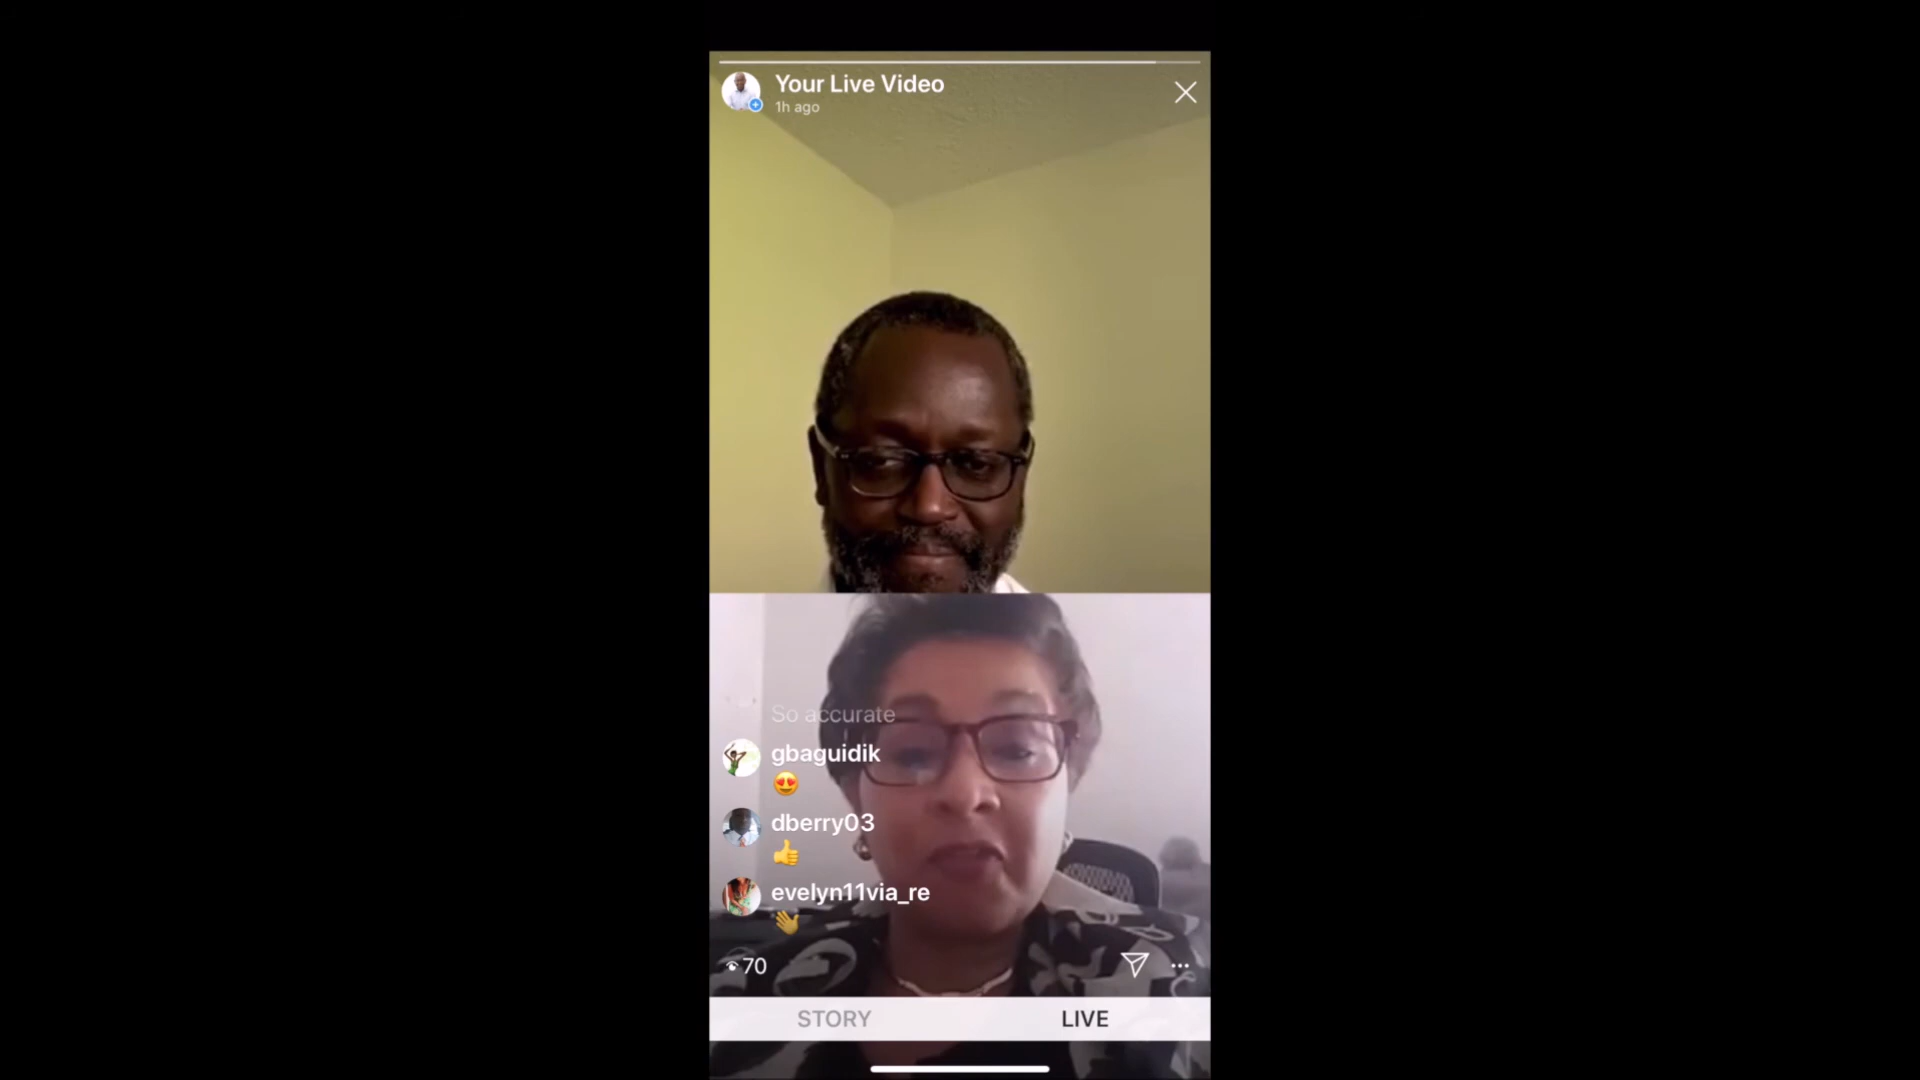 Your Live Video
1h ago
So accurate
gbaguidik
😍
dberry03
👍
evelyn11via_re
👋
70
STORY
LIVE